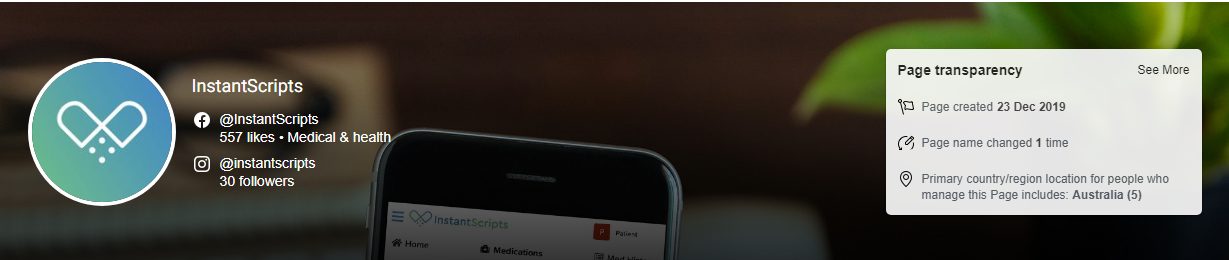 InstantScripts
@InstantScripts
557 likes • Medical & health
@instantscripts
30 followers
Page transparency See More
Page created 23 Dec 2019
Page name changed 1 time
Primary country/region location for people who
manage this Page includes: Australia (5)
InstantScripts
P Patient
Home
Medications